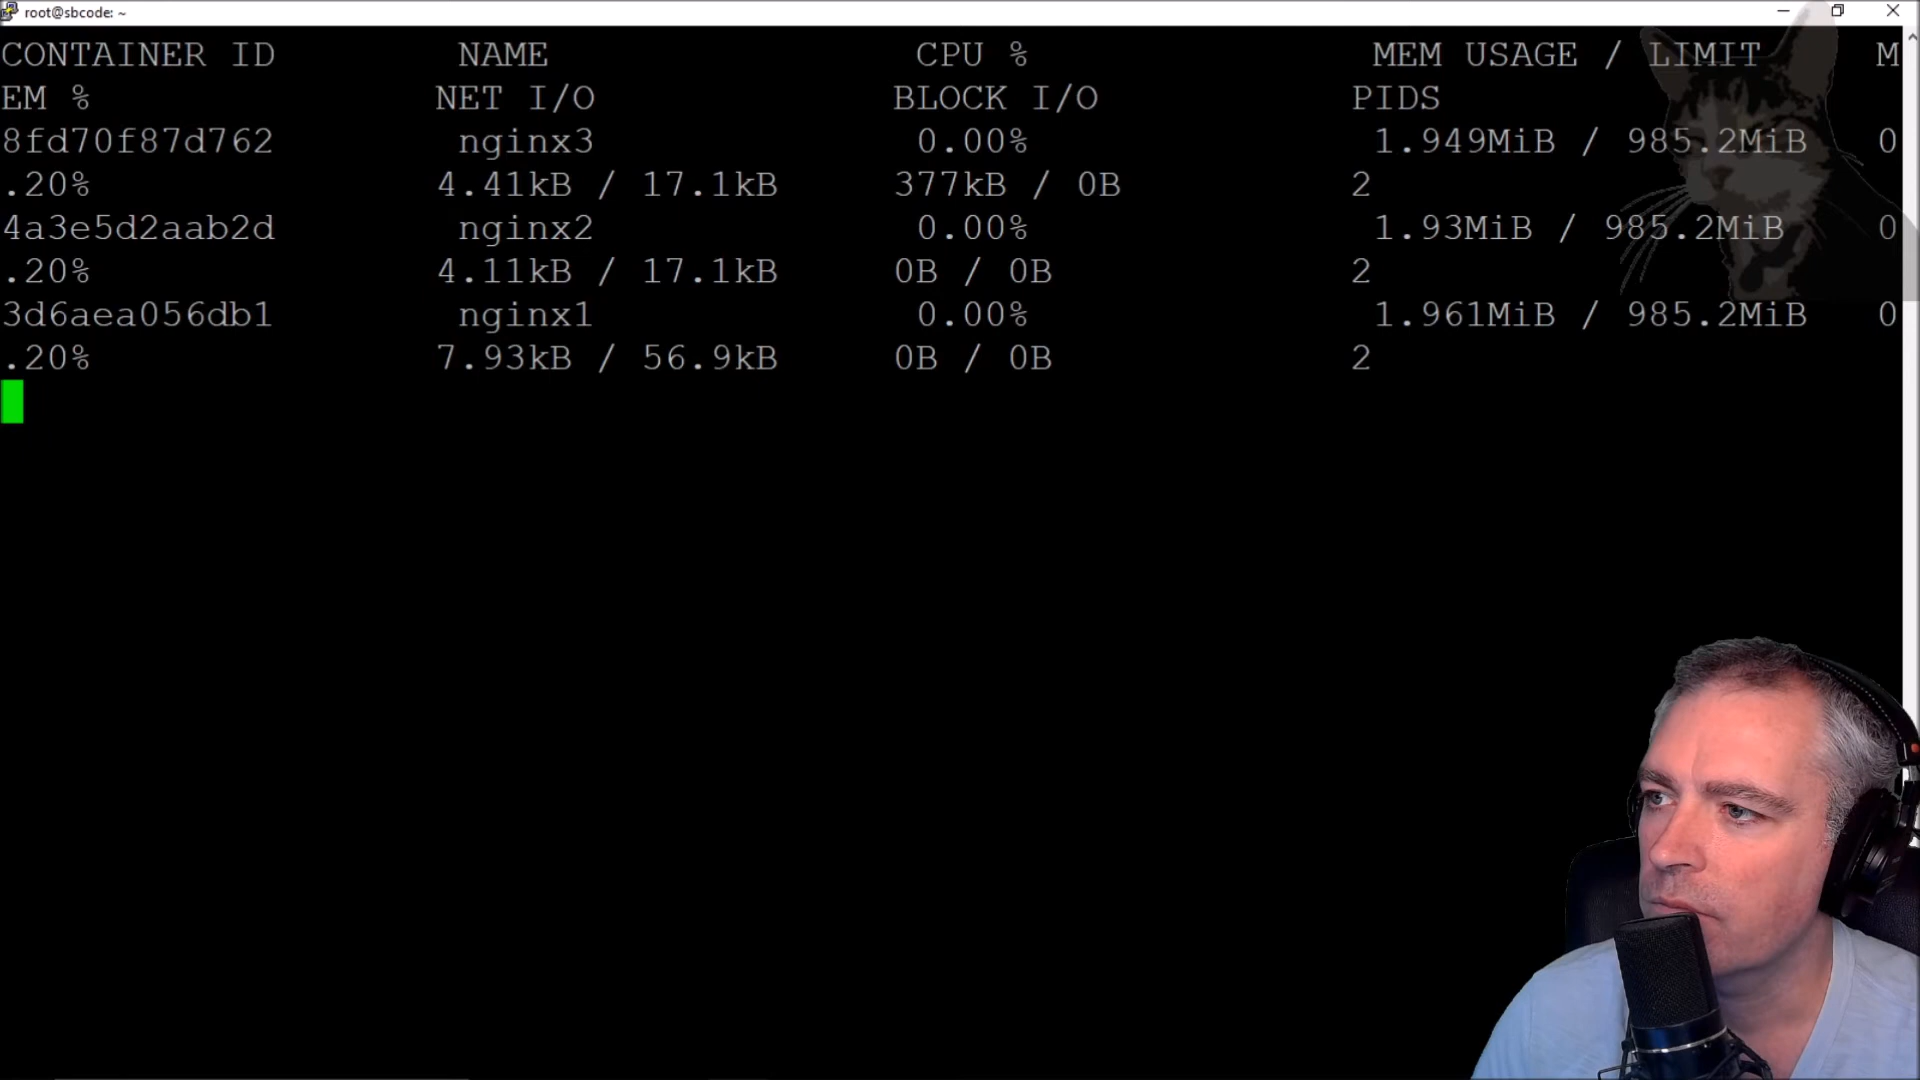 root@sbcode: ~
CONTAINER ID        NAME                CPU %               MEM USAGE / LIMIT     M
EM %               NET I/O             BLOCK I/O           PIDS
8fd70f87d762        nginx3              0.00%               1.949MiB / 985.2MiB   0
.20%               4.41kB / 17.1kB     377kB / 0B          2
4a3e5d2aab2d        nginx2              0.00%               1.93MiB / 985.2MiB    0
.20%               4.11kB / 17.1kB     0B / 0B             2
3d6aea056db1        nginx1              0.00%               1.961MiB / 985.2MiB   0
.20%               7.93kB / 56.9kB     0B / 0B             2